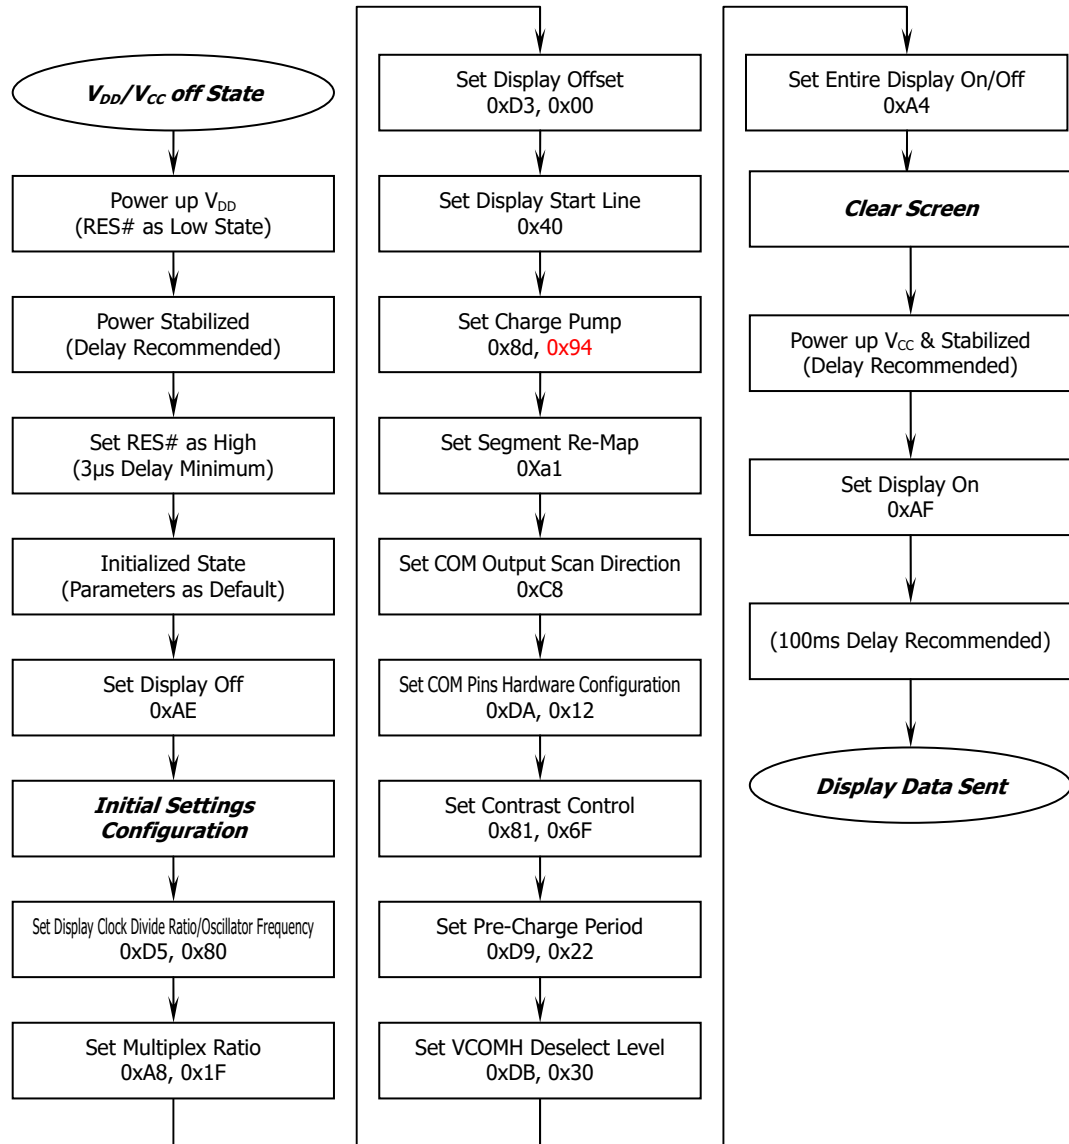 V_DD/V_CC off State
Power up V_DD
(RES# as Low State)
Power Stabilized
(Delay Recommended)
Set RES# as High
(3μs Delay Minimum)
Initialized State
(Parameters as Default)
Set Display Off
0xAE
Initial Settings
Configuration
Set Display Clock Divide Ratio/Oscillator Frequency
0xD5, 0x80
Set Multiplex Ratio
0xA8, 0x1F
Set Display Offset
0xD3, 0x00
Set Display Start Line
0x40
Set Charge Pump
0x8d, 0x94
Set Segment Re-Map
0Xa1
Set COM Output Scan Direction
0xC8
Set COM Pins Hardware Configuration
0xDA, 0x12
Set Contrast Control
0x81, 0x6F
Set Pre-Charge Period
0xD9, 0x22
Set VCOMH Deselect Level
0xDB, 0x30
Set Entire Display On/Off
0xA4
Clear Screen
Power up V_CC & Stabilized
(Delay Recommended)
Set Display On
0xAF
(100ms Delay Recommended)
Display Data Sent